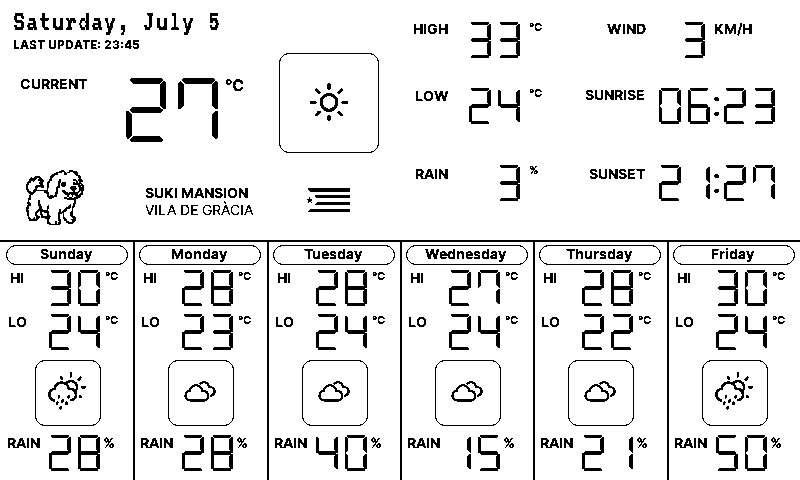 Saturday, July 5
LAST UPDATE: 23:45
CURRENT 27 °C
HIGH 33 °C
WIND 3 KM/H
LOW 24 °C
SUNRISE 06:23
RAIN 3 %
SUNSET 21:27
SUKI MANSION
VILA DE GRÀCIA
Sunday
HI 30 °C
LO 24 °C
RAIN 28 %
Monday
HI 28 °C
LO 23 °C
RAIN 28 %
Tuesday
HI 28 °C
LO 24 °C
RAIN 40 %
Wednesday
HI 27 °C
LO 24 °C
RAIN 15 %
Thursday
HI 28 °C
LO 22 °C
RAIN 21 %
Friday
HI 30 °C
LO 24 °C
RAIN 50 %